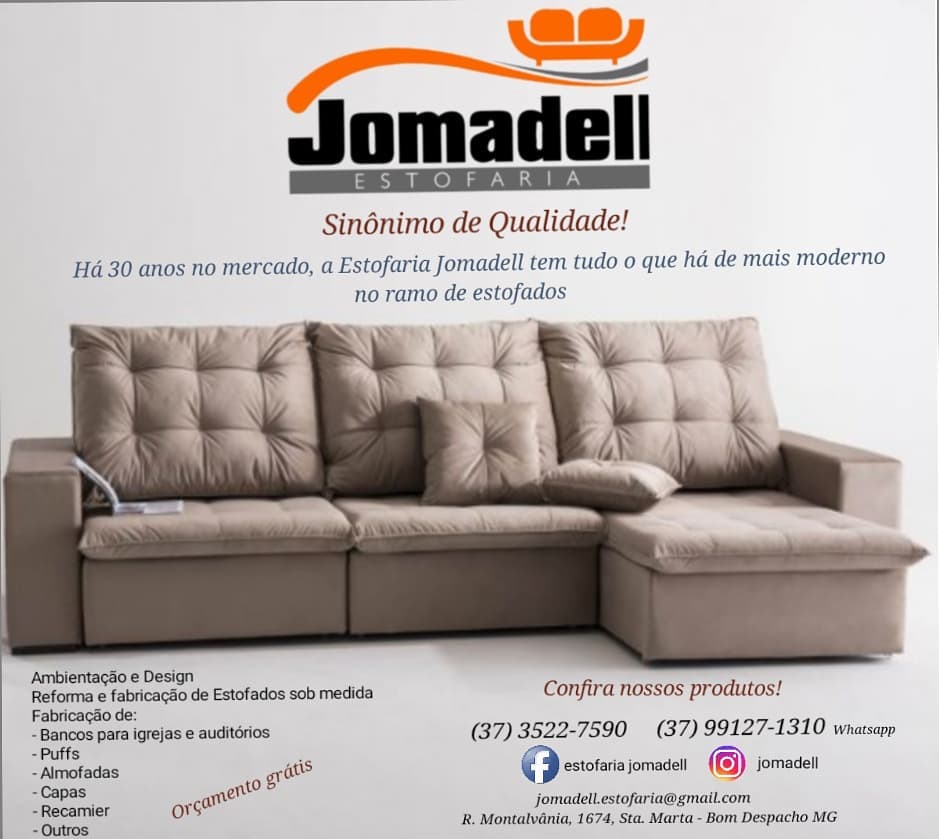 Jomadell
ESTOFARIA
Sinônimo de Qualidade!
Há 30 anos no mercado, a Estofaria Jomadell tem tudo o que há de mais moderno
no ramo de estofados
Ambientação e Design
Reforma e fabricação de Estofados sob medida
Fabricação de:
- Bancos para igrejas e auditórios
- Puffs
- Almofadas
- Capas
- Recamier
- Outros
Orçamento grátis
Confira nossos produtos!
(37) 3522-7590 (37) 99127-1310 Whatsapp
estofaria jomadell jomadell
jomadell.estofaria@gmail.com
R. Montalvânia, 1674, Sta. Marta - Bom Despacho MG